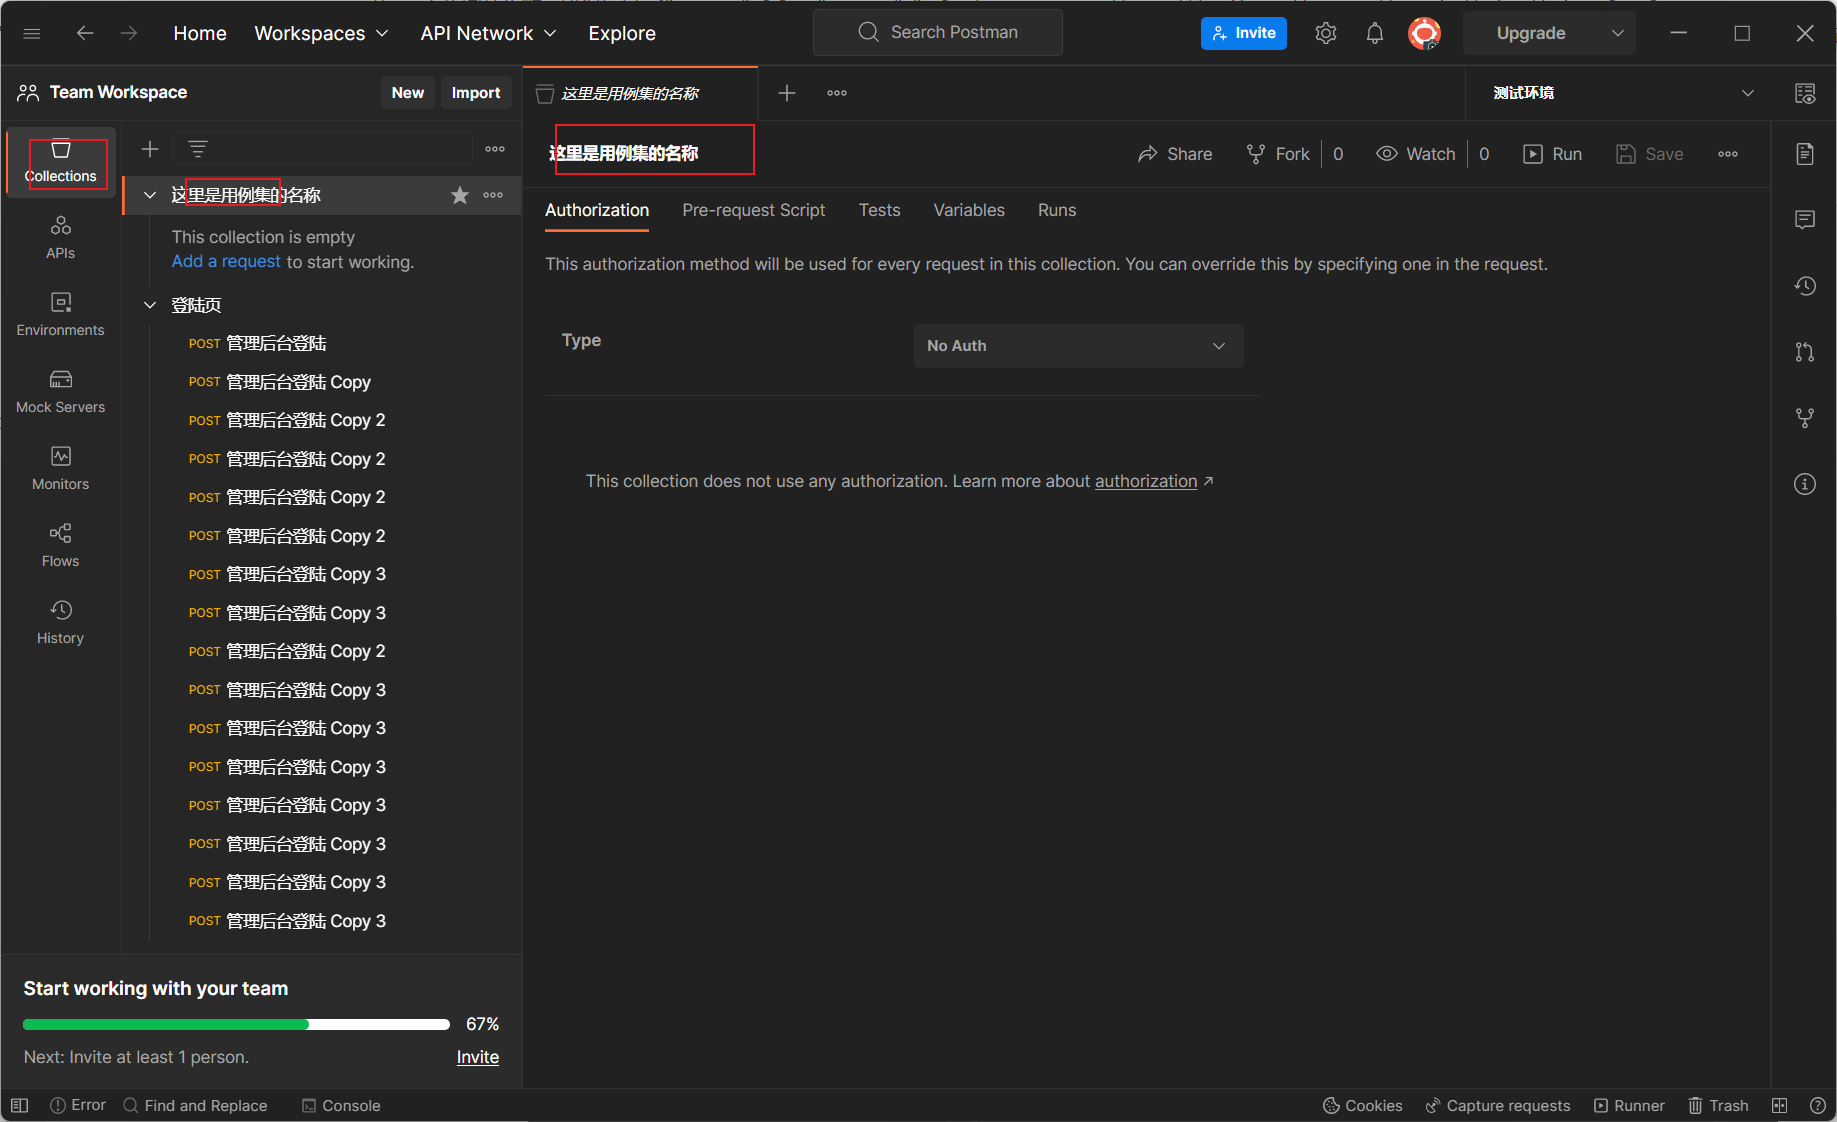 Home Workspaces API Network Explore Search Postman Invite Upgrade
Team Workspace New Import
这里是用例集的名称
测试环境
Collections
APIs
Environments
Mock Servers
Monitors
Flows
History
这里是用例集的名称
This collection is empty
Add a request to start working.
登陆页
POST 管理后台登陆
POST 管理后台登陆 Copy
POST 管理后台登陆 Copy 2
POST 管理后台登陆 Copy 2
POST 管理后台登陆 Copy 2
POST 管理后台登陆 Copy 2
POST 管理后台登陆 Copy 3
POST 管理后台登陆 Copy 3
POST 管理后台登陆 Copy 2
POST 管理后台登陆 Copy 3
POST 管理后台登陆 Copy 3
POST 管理后台登陆 Copy 3
POST 管理后台登陆 Copy 3
POST 管理后台登陆 Copy 3
POST 管理后台登陆 Copy 3
POST 管理后台登陆 Copy 3
Start working with your team
67%
Next: Invite at least 1 person. Invite
这里是用例集的名称
Share Fork 0 Watch 0 Run Save
Authorization Pre-request Script Tests Variables Runs
This authorization method will be used for every request in this collection. You can override this by specifying one in the request.
Type No Auth
This collection does not use any authorization. Learn more about authorization ↗
Error Find and Replace Console Cookies Capture requests Runner Trash